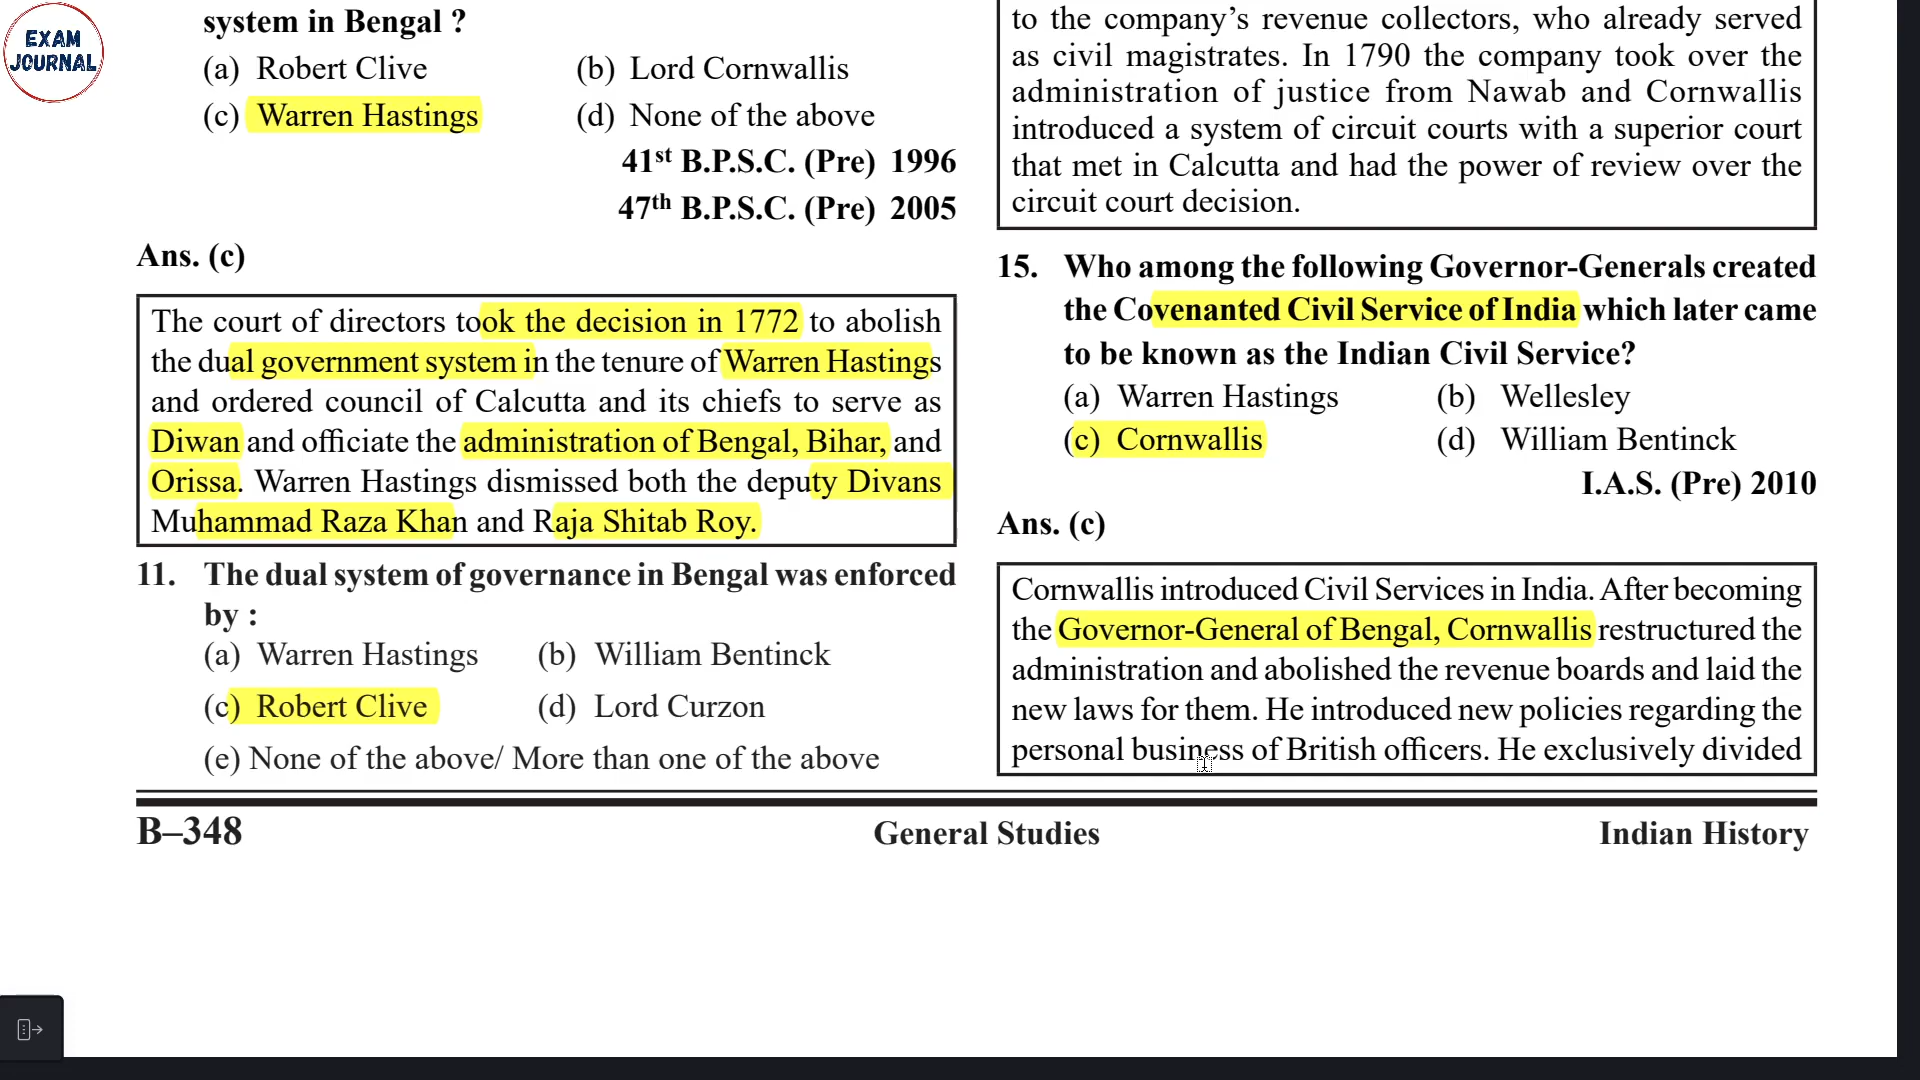 EXAM
JOURNAL
system in Bengal ?
(a) Robert Clive (b) Lord Cornwallis
(c) Warren Hastings (d) None of the above
41st B.P.S.C. (Pre) 1996
47th B.P.S.C. (Pre) 2005
Ans. (c)
The court of directors took the decision in 1772 to abolish
the dual government system in the tenure of Warren Hastings
and ordered council of Calcutta and its chiefs to serve as
Diwan and officiate the administration of Bengal, Bihar, and
Orissa. Warren Hastings dismissed both the deputy Divans
Muhammad Raza Khan and Raja Shitab Roy.
11. The dual system of governance in Bengal was enforced
by :
(a) Warren Hastings (b) William Bentinck
(c) Robert Clive (d) Lord Curzon
(e) None of the above/ More than one of the above
to the company’s revenue collectors, who already served
as civil magistrates. In 1790 the company took over the
administration of justice from Nawab and Cornwallis
introduced a system of circuit courts with a superior court
that met in Calcutta and had the power of review over the
circuit court decision.
15. Who among the following Governor-Generals created
the Covenanted Civil Service of India which later came
to be known as the Indian Civil Service?
(a) Warren Hastings (b) Wellesley
(c) Cornwallis (d) William Bentinck
I.A.S. (Pre) 2010
Ans. (c)
Cornwallis introduced Civil Services in India. After becoming
the Governor-General of Bengal, Cornwallis restructured the
administration and abolished the revenue boards and laid the
new laws for them. He introduced new policies regarding the
personal business of British officers. He exclusively divided
B–348 General Studies Indian History